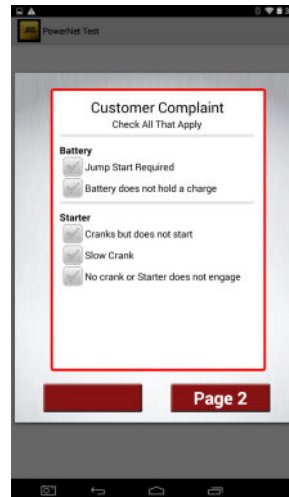 PowerNet Test
Customer Complaint
Check All That Apply
Battery
Jump Start Required
Battery does not hold a charge
Starter
Cranks but does not start
Slow Crank
No crank or Starter does not engage
Page 2